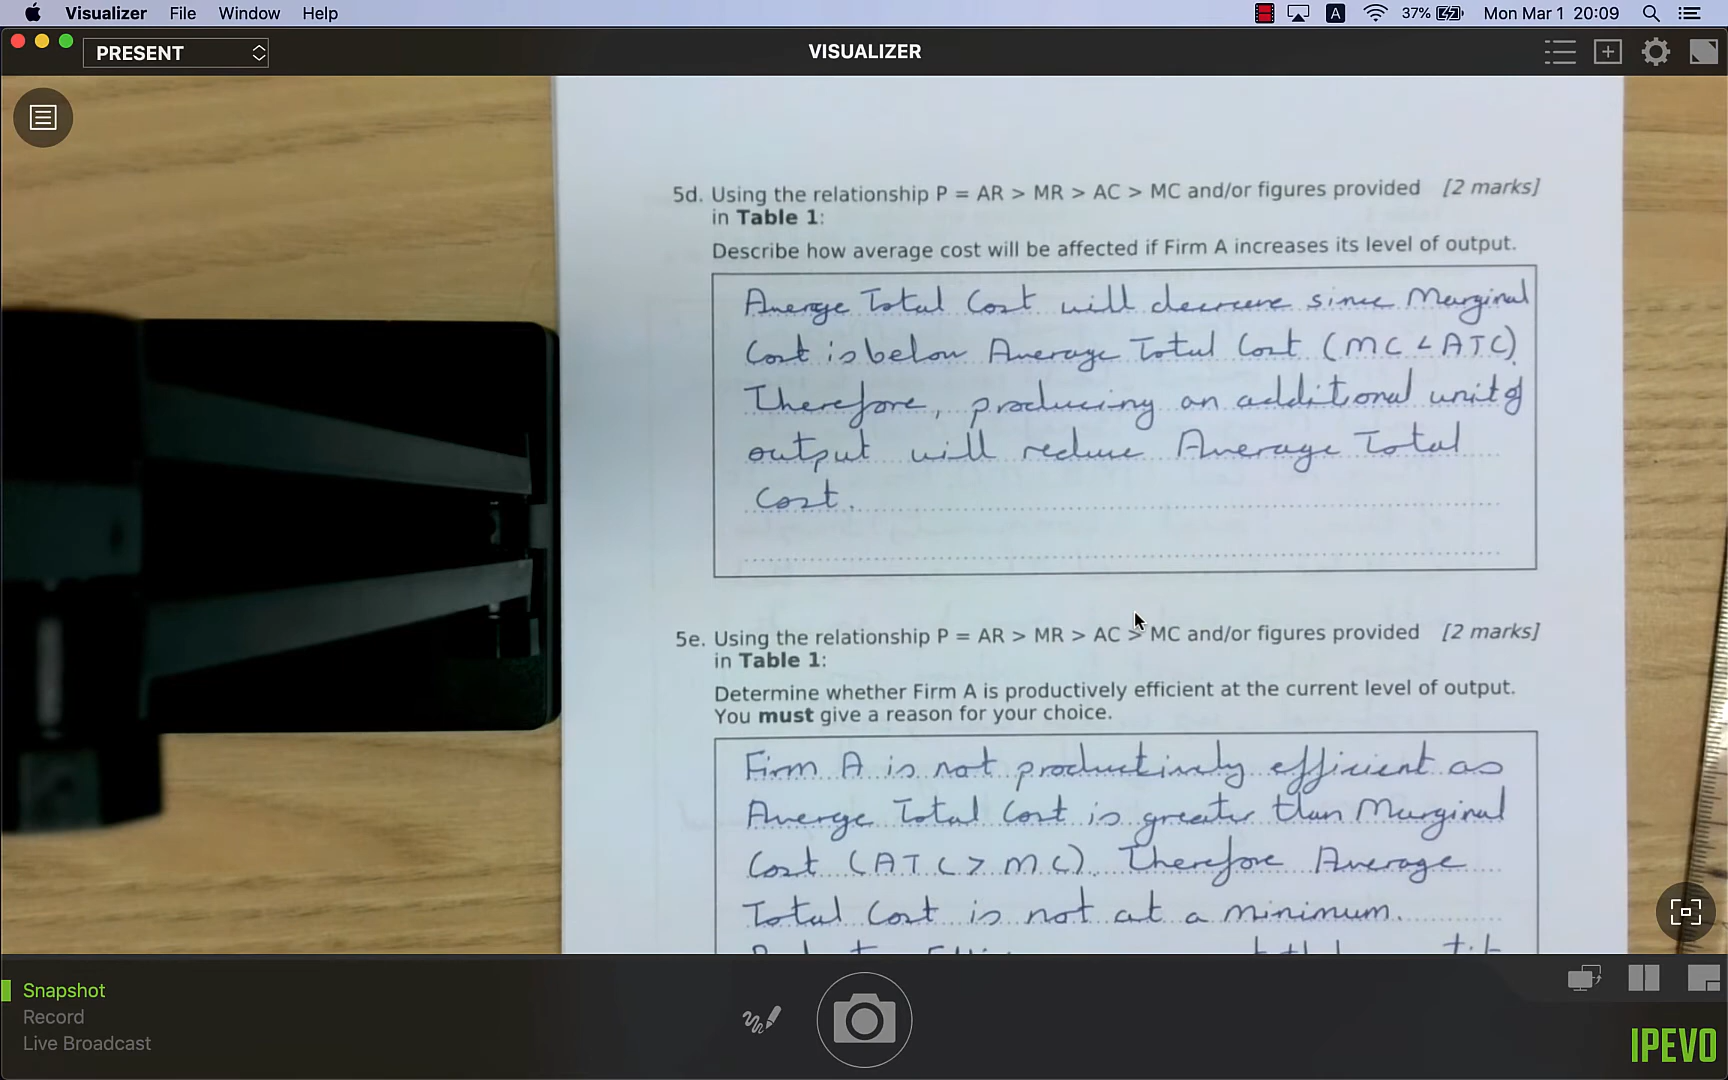 Visualizer File Window Help A 37% Mon Mar 1 20:09
PRESENT VISUALIZER
5d. Using the relationship P = AR > MR > AC > MC and/or figures provided [2 marks]
in Table 1:
Describe how average cost will be affected if Firm A increases its level of output.
Average Total Cost will decrease since Marginal
Cost is below Average Total Cost (MC < ATC)
Therefore, producing an additional unit of
output will reduce Average Total
Cost.
5e. Using the relationship P = AR > MR > AC > MC and/or figures provided [2 marks]
in Table 1:
Determine whether Firm A is productively efficient at the current level of output.
You must give a reason for your choice.
Firm A is not productively efficient as
Average Total Cost is greater than Marginal
Cost (ATC > MC). Therefore Average
Total Cost is not at a minimum.
Snapshot
Record
Live Broadcast
IPEVO